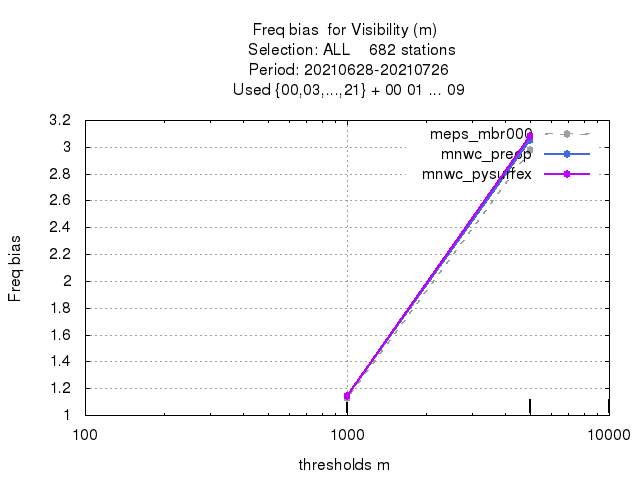 Freq bias  for Visibility (m)
Selection: ALL    682 stations
Period: 20210628-20210726
Used {00,03,...,21} + 00 01 ... 09
3.2
3
2.8
2.6
2.4
2.2
2
1.8
1.6
1.4
1.2
1
Freq bias
meps_mbr000
mnwc_preop
mnwc_pysurfex
100
1000
10000
thresholds m